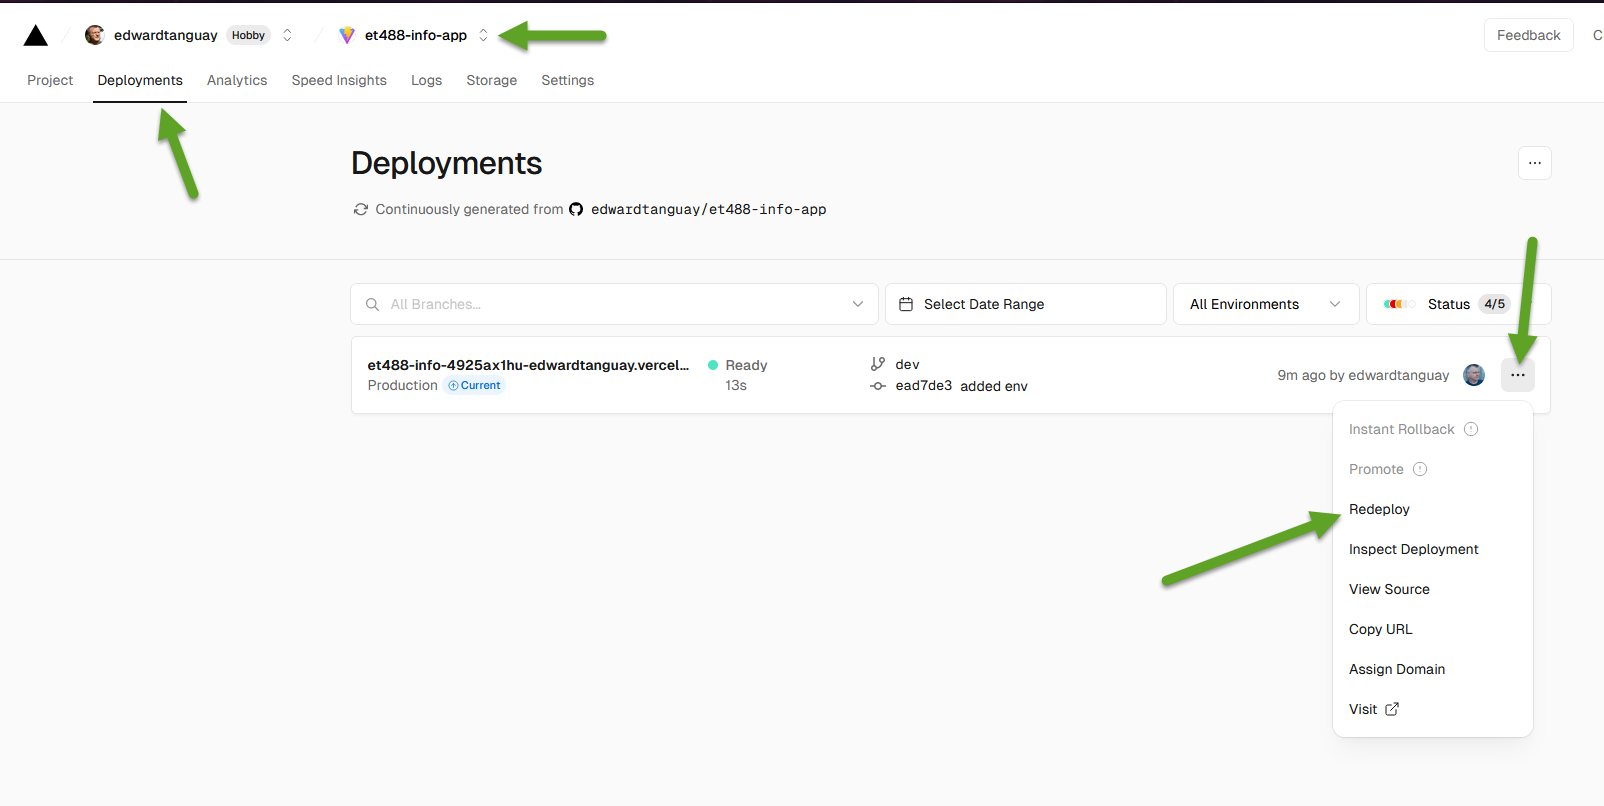 edwardtanguay Hobby et488-info-app Feedback C
Project Deployments Analytics Speed Insights Logs Storage Settings
Deployments
Continuously generated from edwardtanguay/et488-info-app
All Branches... Select Date Range All Environments Status 4/5
et488-info-4925ax1hu-edwardtanguay.vercel... Ready dev
Production Current 13s ead7de3 added env
9m ago by edwardtanguay
Instant Rollback
Promote
Redeploy
Inspect Deployment
View Source
Copy URL
Assign Domain
Visit